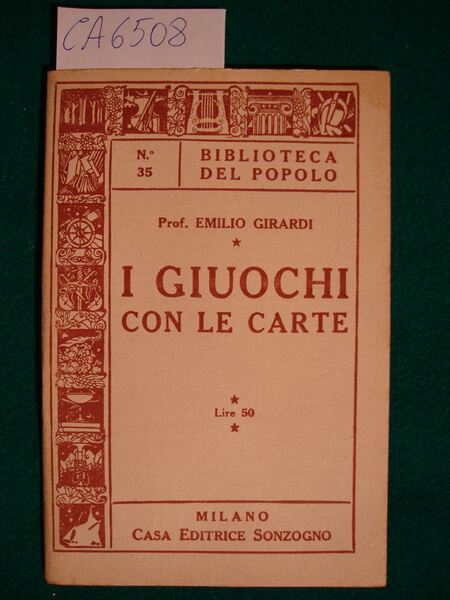 CA6508
N.° 35
BIBLIOTECA
DEL POPOLO
Prof. EMILIO GIRARDI
I GIUOCHI
CON LE CARTE
Lire 50
MILANO
CASA EDITRICE SONZOGNO